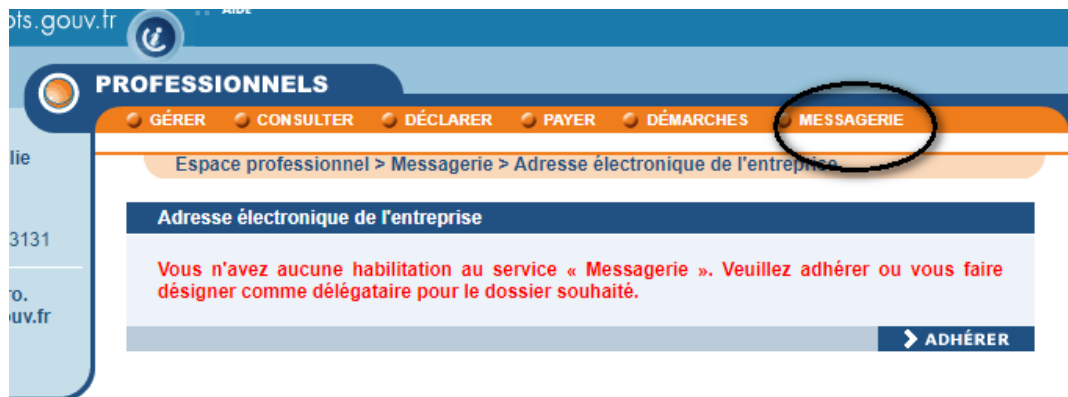 ots.gouv.fr
AIDE
PROFESSIONNELS
GÉRER CONSULTER DÉCLARER PAYER DÉMARCHES MESSAGERIE
lie
Espace professionnel > Messagerie > Adresse électronique de l'entreprise
Adresse électronique de l'entreprise
3131
Vous n'avez aucune habilitation au service « Messagerie ». Veuillez adhérer ou vous faire
désigner comme délégataire pour le dossier souhaité.
ro.
ouv.fr
ADHÉRER